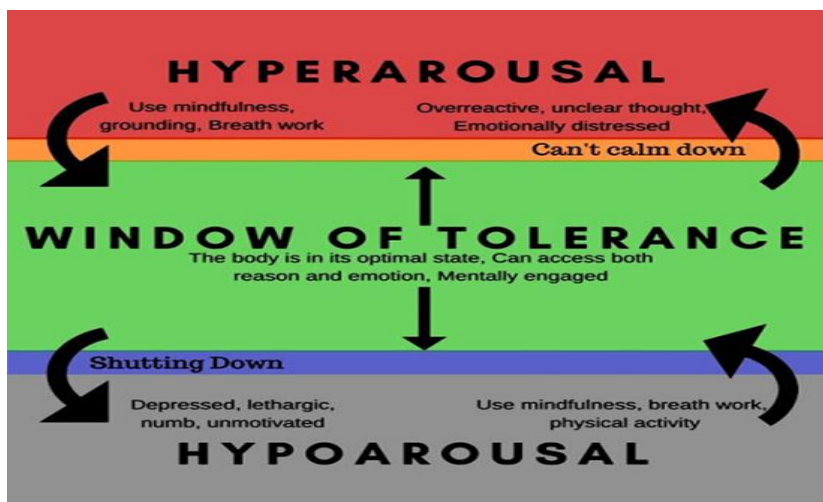 HYPERAROUSAL
Use mindfulness,
grounding, Breath work
Overreactive, unclear thought,
Emotionally distressed
Can't calm down
WINDOW OF TOLERANCE
The body is in its optimal state, Can access both
reason and emotion, Mentally engaged
Shutting Down
Depressed, lethargic,
numb, unmotivated
Use mindfulness, breath work,
physical activity
HYPOAROUSAL